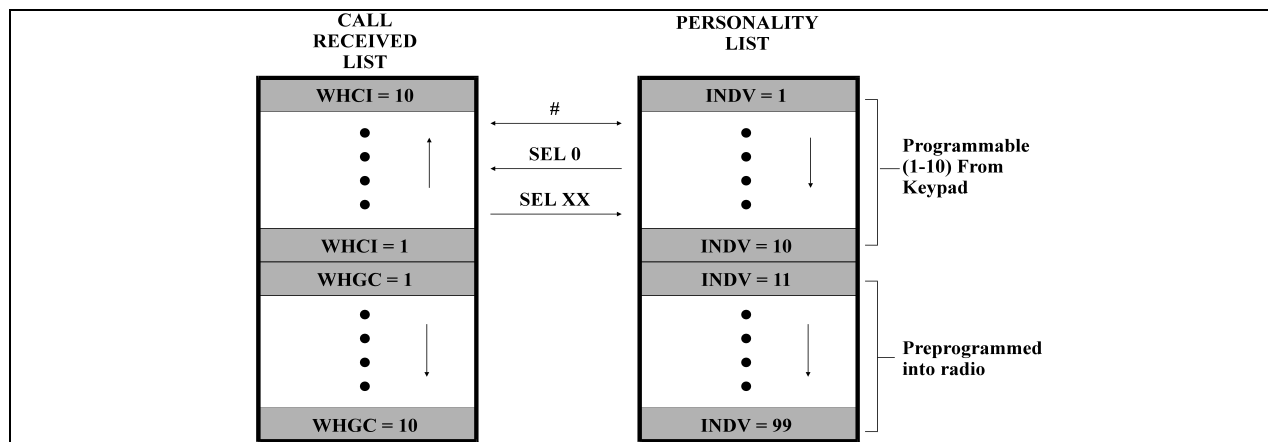 CALL
RECEIVED
LIST
WHCI = 10
WHCI = 1
WHGC = 1
WHGC = 10
#
SEL 0
SEL XX
PERSONALITY
LIST
INDV = 1
INDV = 10
INDV = 11
INDV = 99
Programmable
(1-10) From
Keypad
Preprogrammed
into radio